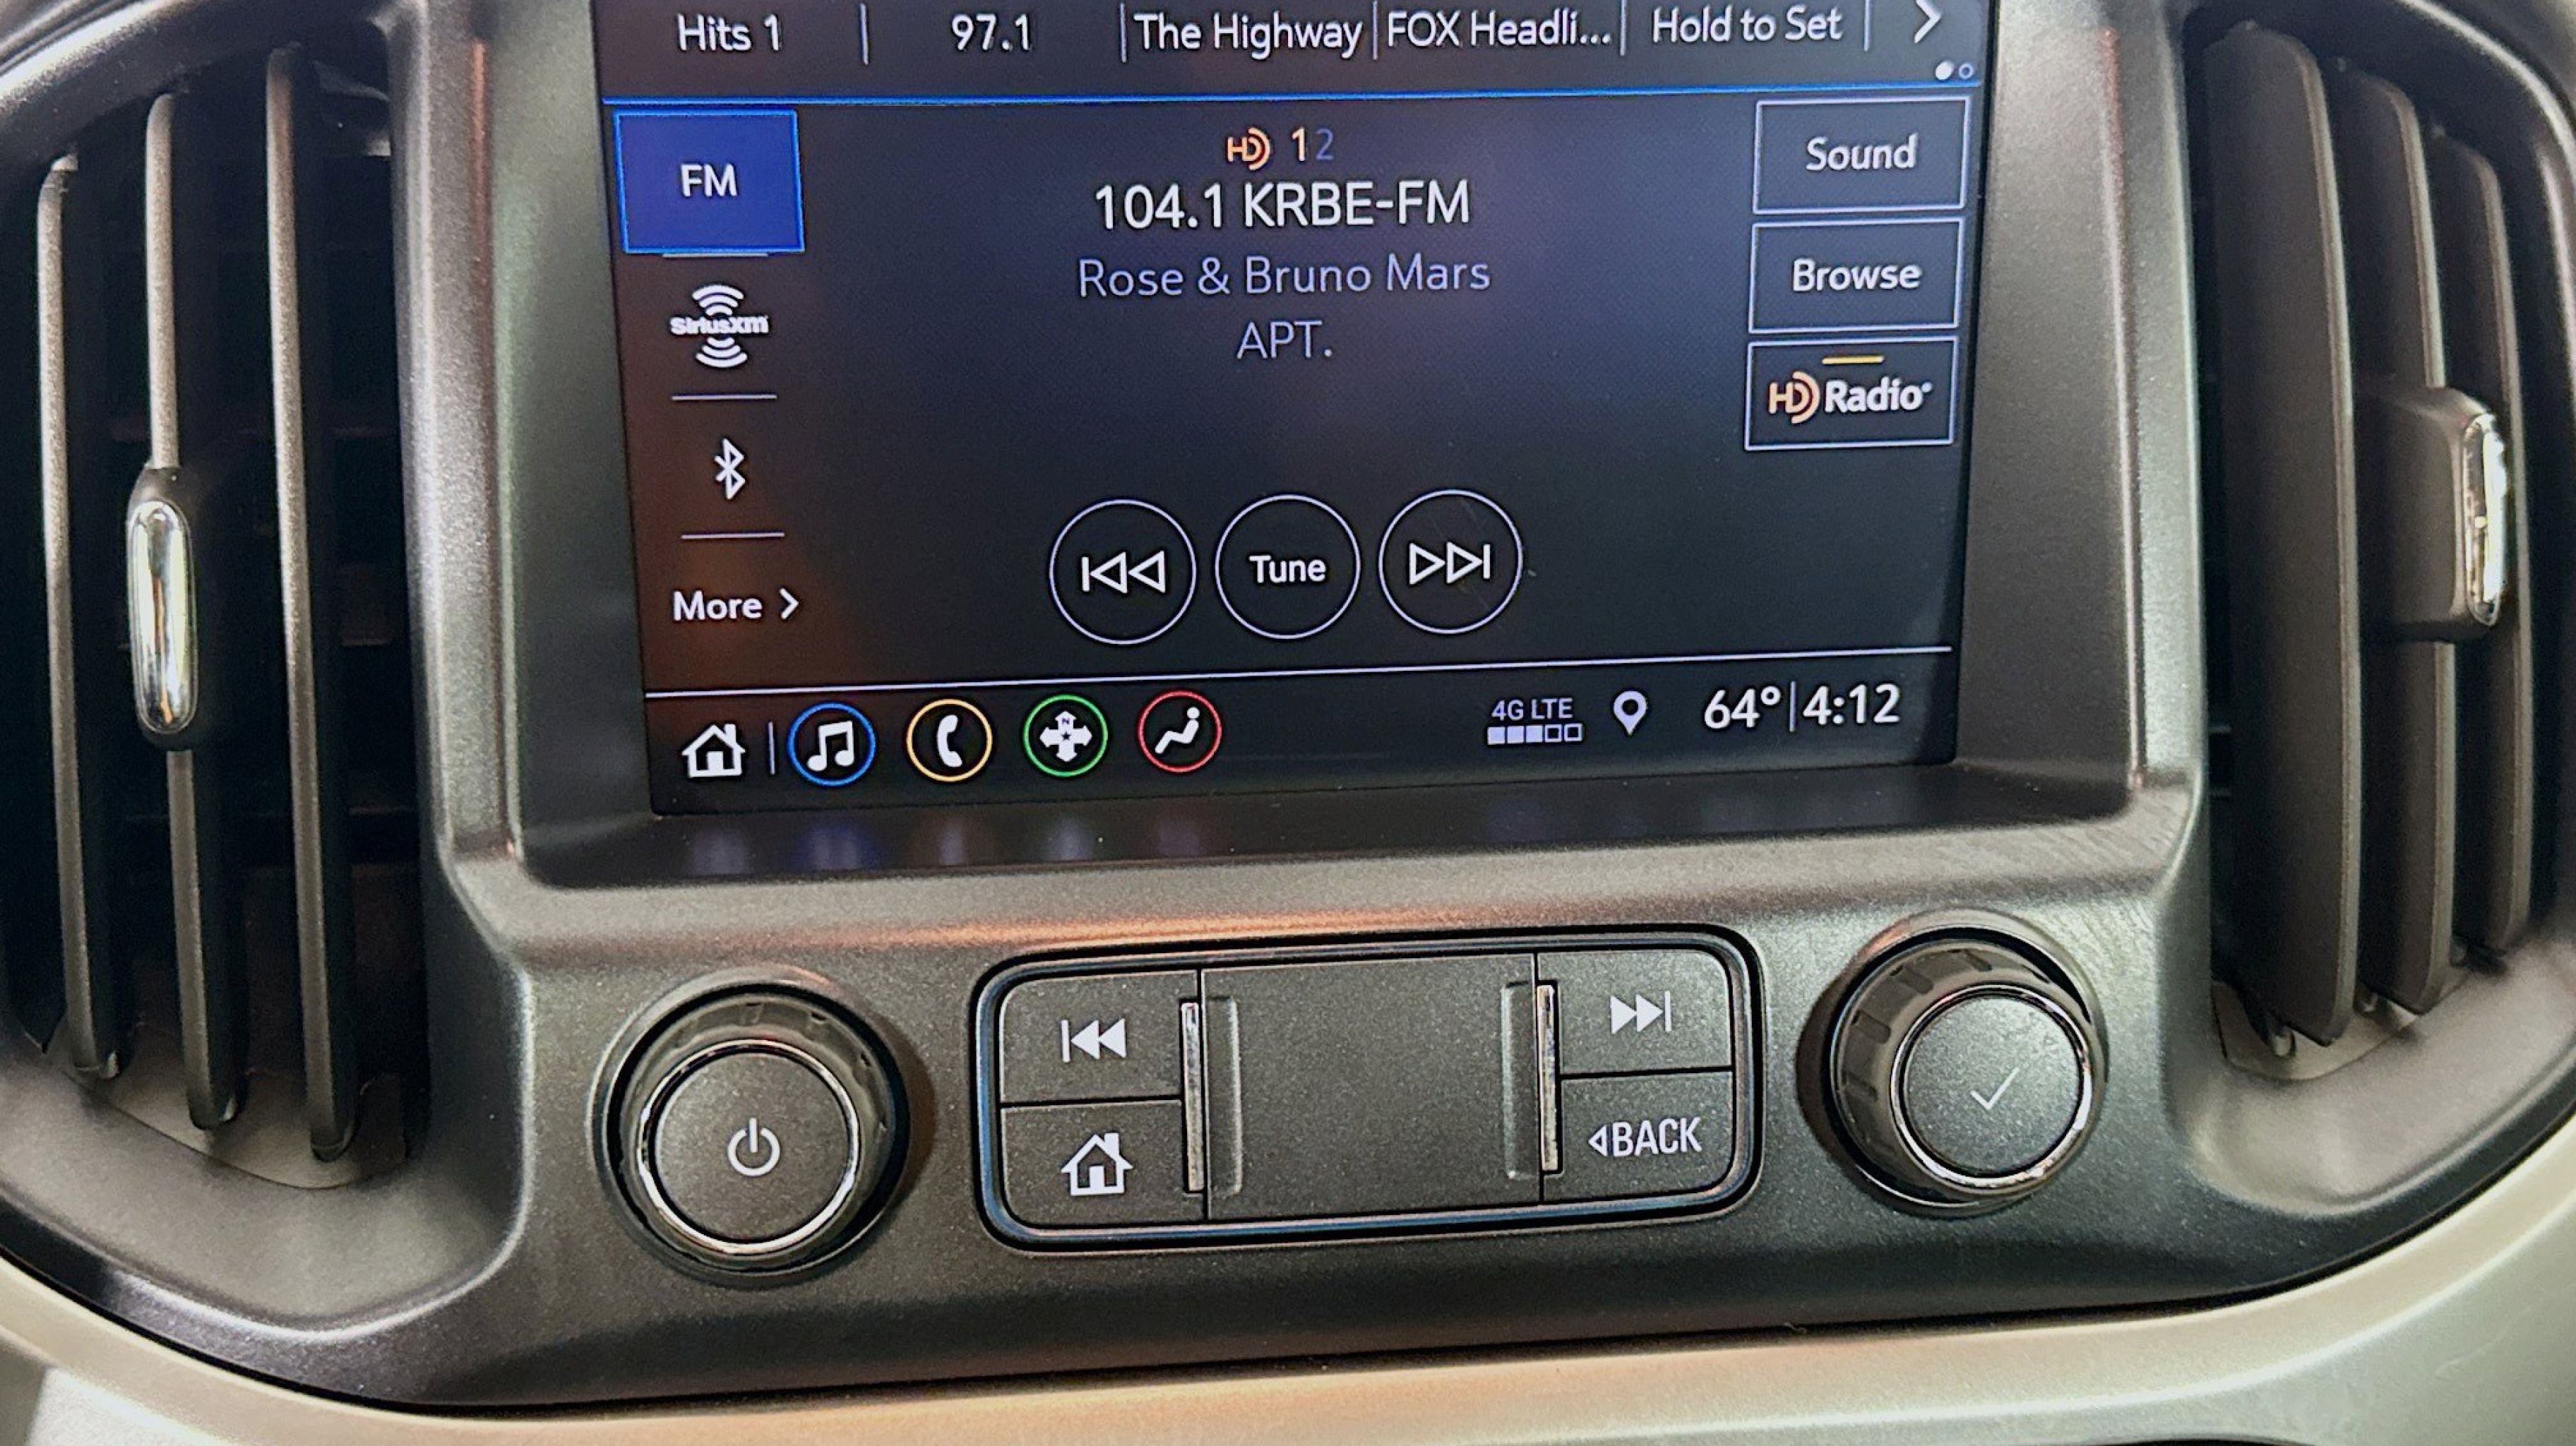 Hits 1 | 97.1 | The Highway | FOX Headli... | Hold to Set |
FM
HD 1 2
104.1 KRBE-FM
Rose & Bruno Mars
APT.
Sound
Browse
HD Radio
SiriusXM
More >
Tune
4G LTE
64° | 4:12
BACK